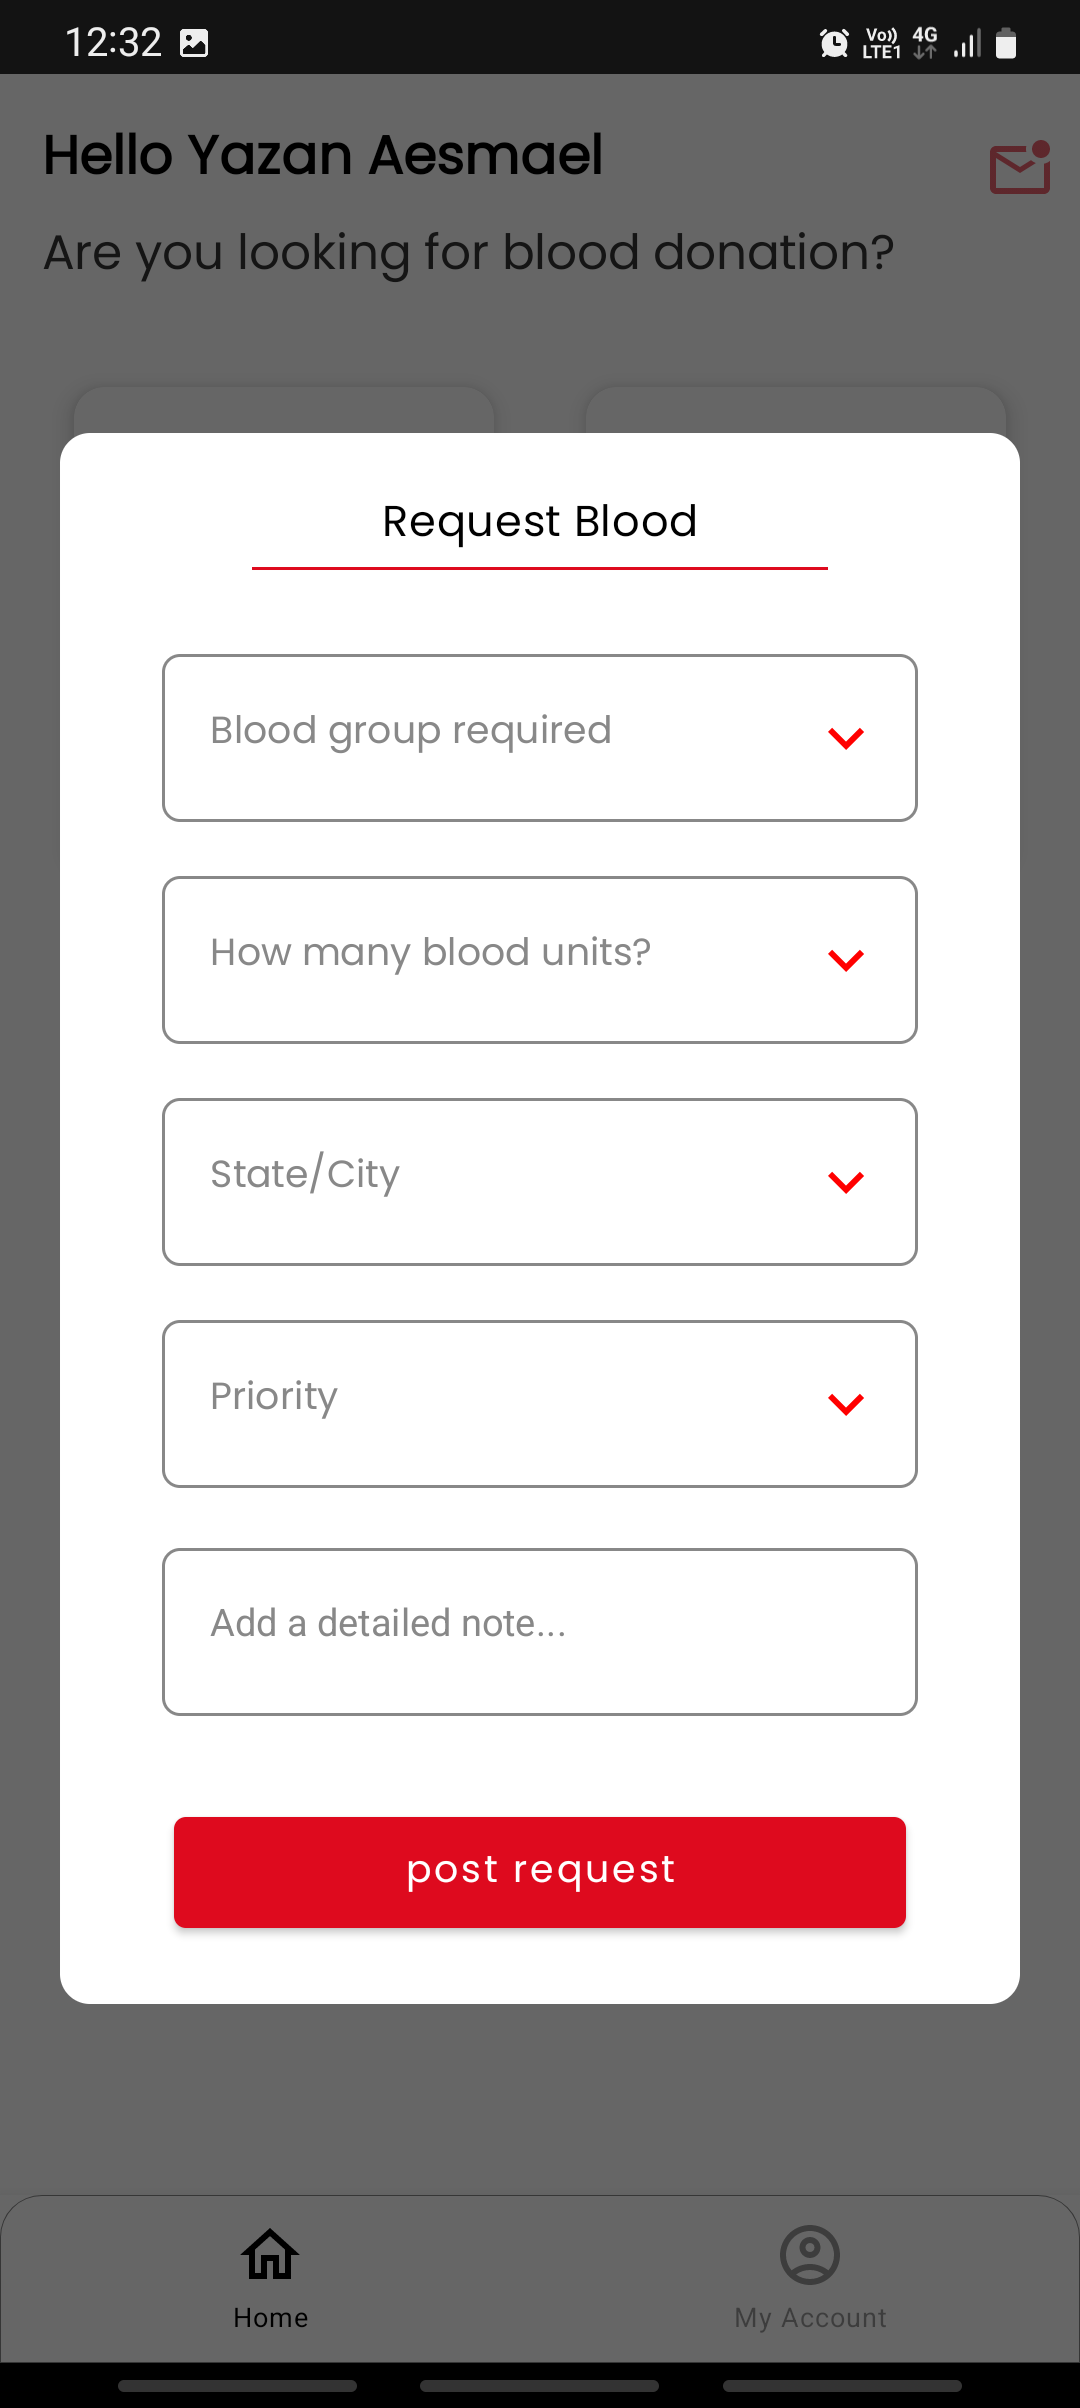 12:32
Vo)) 4G
LTE1
Hello Yazan Aesmael
Are you looking for blood donation?
Request Blood
Blood group required
How many blood units?
State/City
Priority
Add a detailed note...
post request
Home
My Account